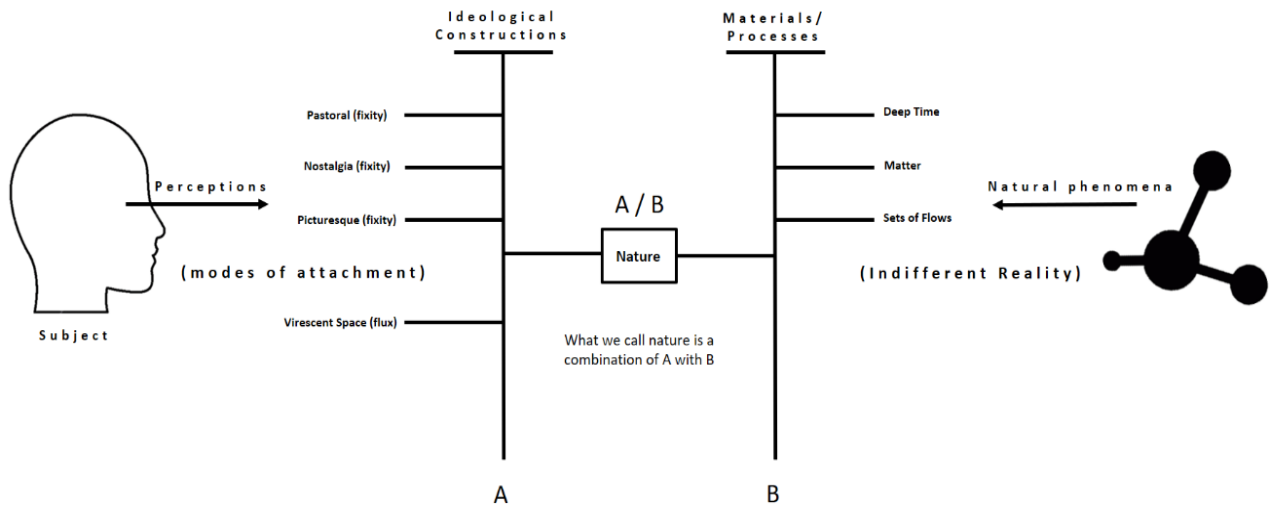 Ideological
Constructions
Materials/
Processes
Pastoral (fixity)
Deep Time
Nostalgia (fixity)
Matter
Perceptions
Natural phenomena
Picturesque (fixity)
A / B
Sets of Flows
Nature
(modes of attachment)
(Indifferent Reality)
Subject
Virescent Space (flux)
What we call nature is a
combination of A with B
A
B